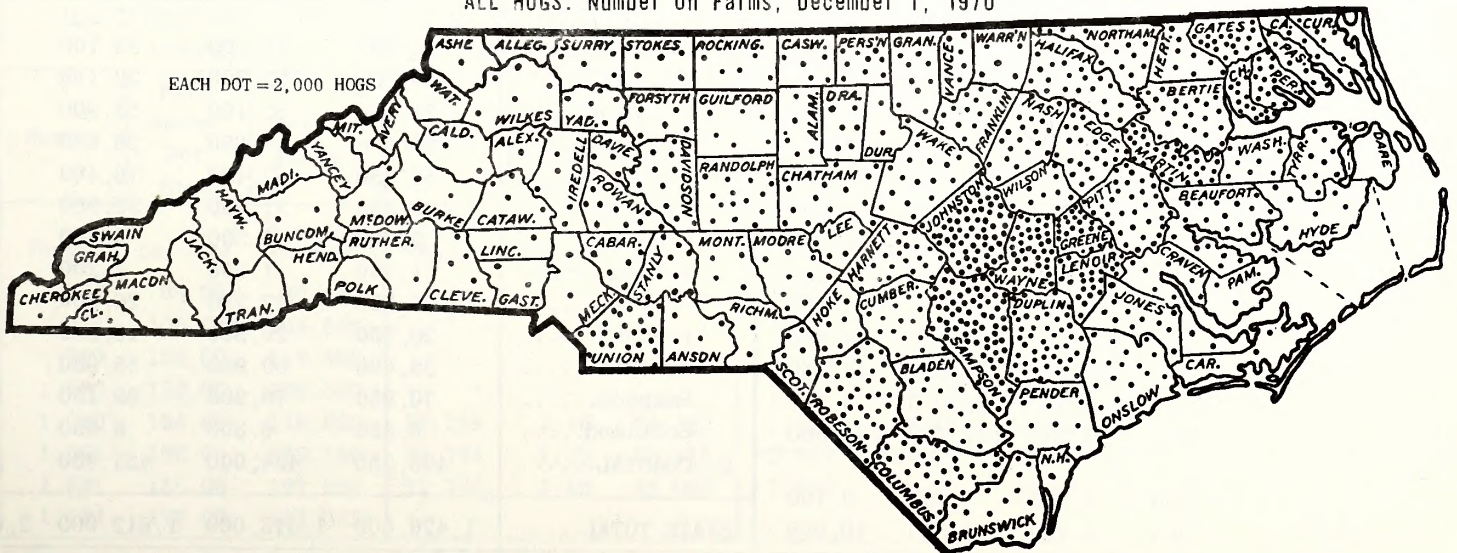 ALL HOGS: Number on Farms, December 1, 1970
EACH DOT = 2,000 HOGS
ASHE ALLEG. SURRY STOKES ROCKING. CASW. PERS'N GRAN. VANCE WARR'N HALIFAX NORTHAM. HERT. GATES CA. CUR.
WAT. WILKES YAD. FORSYTH GUILFORD ALAM. DRA. DUR. FRANKLIN NASH EDGE. BERTIE CH. PER. PAS.
MIT. AVERY CALD. ALEX. IREDELL DAVIE DAVIDSON RANDOLPH CHATHAM WAKE WILSON MARTIN WASH. TYRR. DARE
MADI. YANCEY McDOW. BURKE CATAW. ROWAN JOHNSTON PITT BEAUFORT HYDE
SWAIN HAYW. BUNCOM. RUTHER. LINC. CABAR. STANLY MONT. MOORE LEE HARNETT WAYNE GREENE LENOIR CRAVEN PAM.
GRAH. JACK. HEND.
CHEROKEE MACON TRAN. POLK CLEVE. GAST. MECK. RICHM. HOKE CUMBER. SAMPSON DUPLIN JONES
CL. UNION ANSON SCOT. BLADEN ONSLOW CAR.
ROBESON PENDER
COLUMBUS N.H.
BRUNSWICK